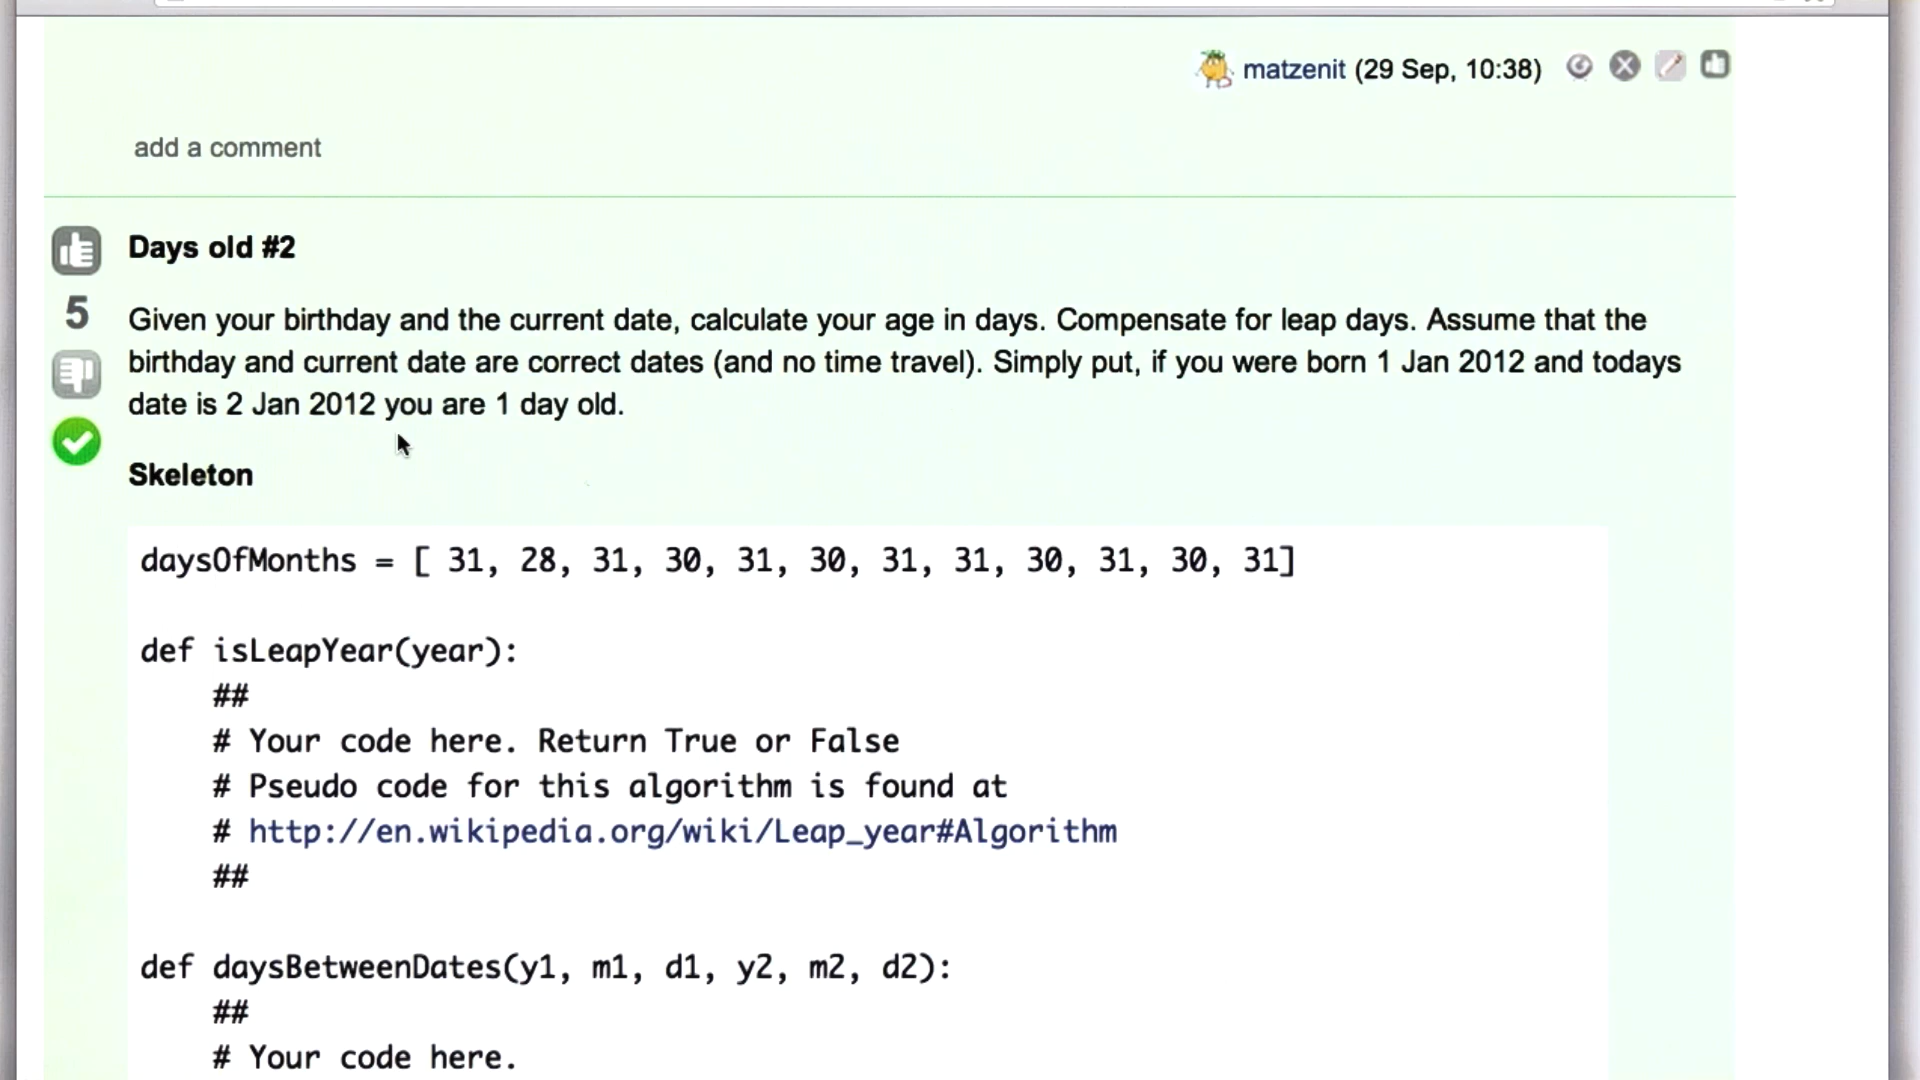 matzenit (29 Sep, 10:38)
add a comment
Days old #2
5
Given your birthday and the current date, calculate your age in days. Compensate for leap days. Assume that the
birthday and current date are correct dates (and no time travel). Simply put, if you were born 1 Jan 2012 and todays
date is 2 Jan 2012 you are 1 day old.
Skeleton
daysOfMonths = [ 31, 28, 31, 30, 31, 30, 31, 31, 30, 31, 30, 31]
def isLeapYear(year):
##
# Your code here. Return True or False
# Pseudo code for this algorithm is found at
# http://en.wikipedia.org/wiki/Leap_year#Algorithm
##
def daysBetweenDates(y1, m1, d1, y2, m2, d2):
##
# Your code here.